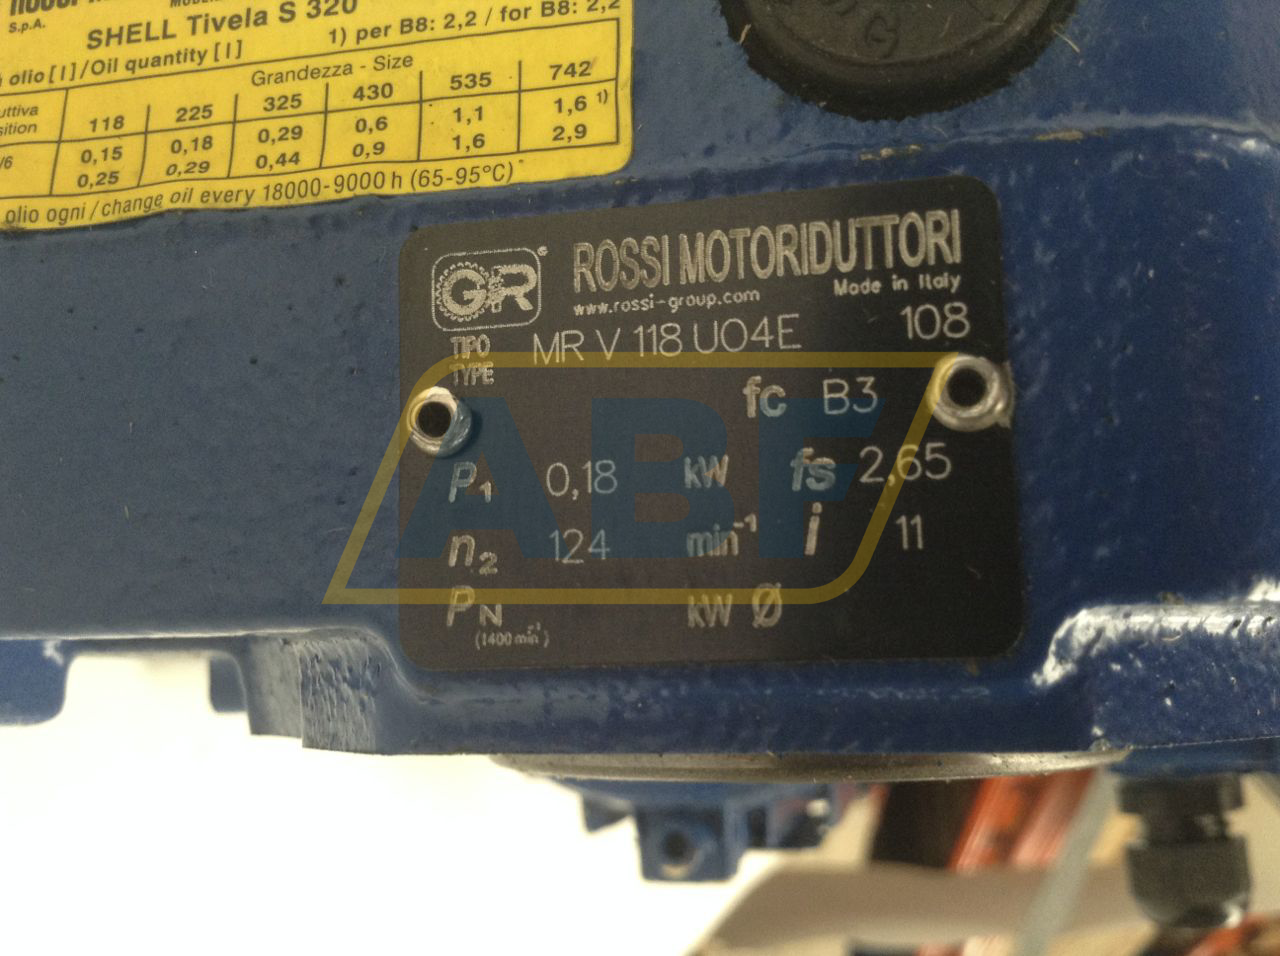 S.p.A.
SHELL Tivela S 320
olio [l] / Oil quantity [l]
1) per B8: 2,2 / for B8: 2,2
Grandezza - Size
118 225 325 430 535 742
0,15 0,18 0,29 0,6 1,1 1,6 1)
0,25 0,29 0,44 0,9 1,6 2,9
olio ogni / change oil every 18000-9000 h (65-95°C)
GR® ROSSI MOTORIDUTTORI
www.rossi-group.com Made in Italy
TIPO
TYPE
MR V 118 UO4E 108
fc B3
P1 0,18 kW fs 2,65
n2 124 min-1 i 11
PN kW Ø
(1400 min-1)
ABF